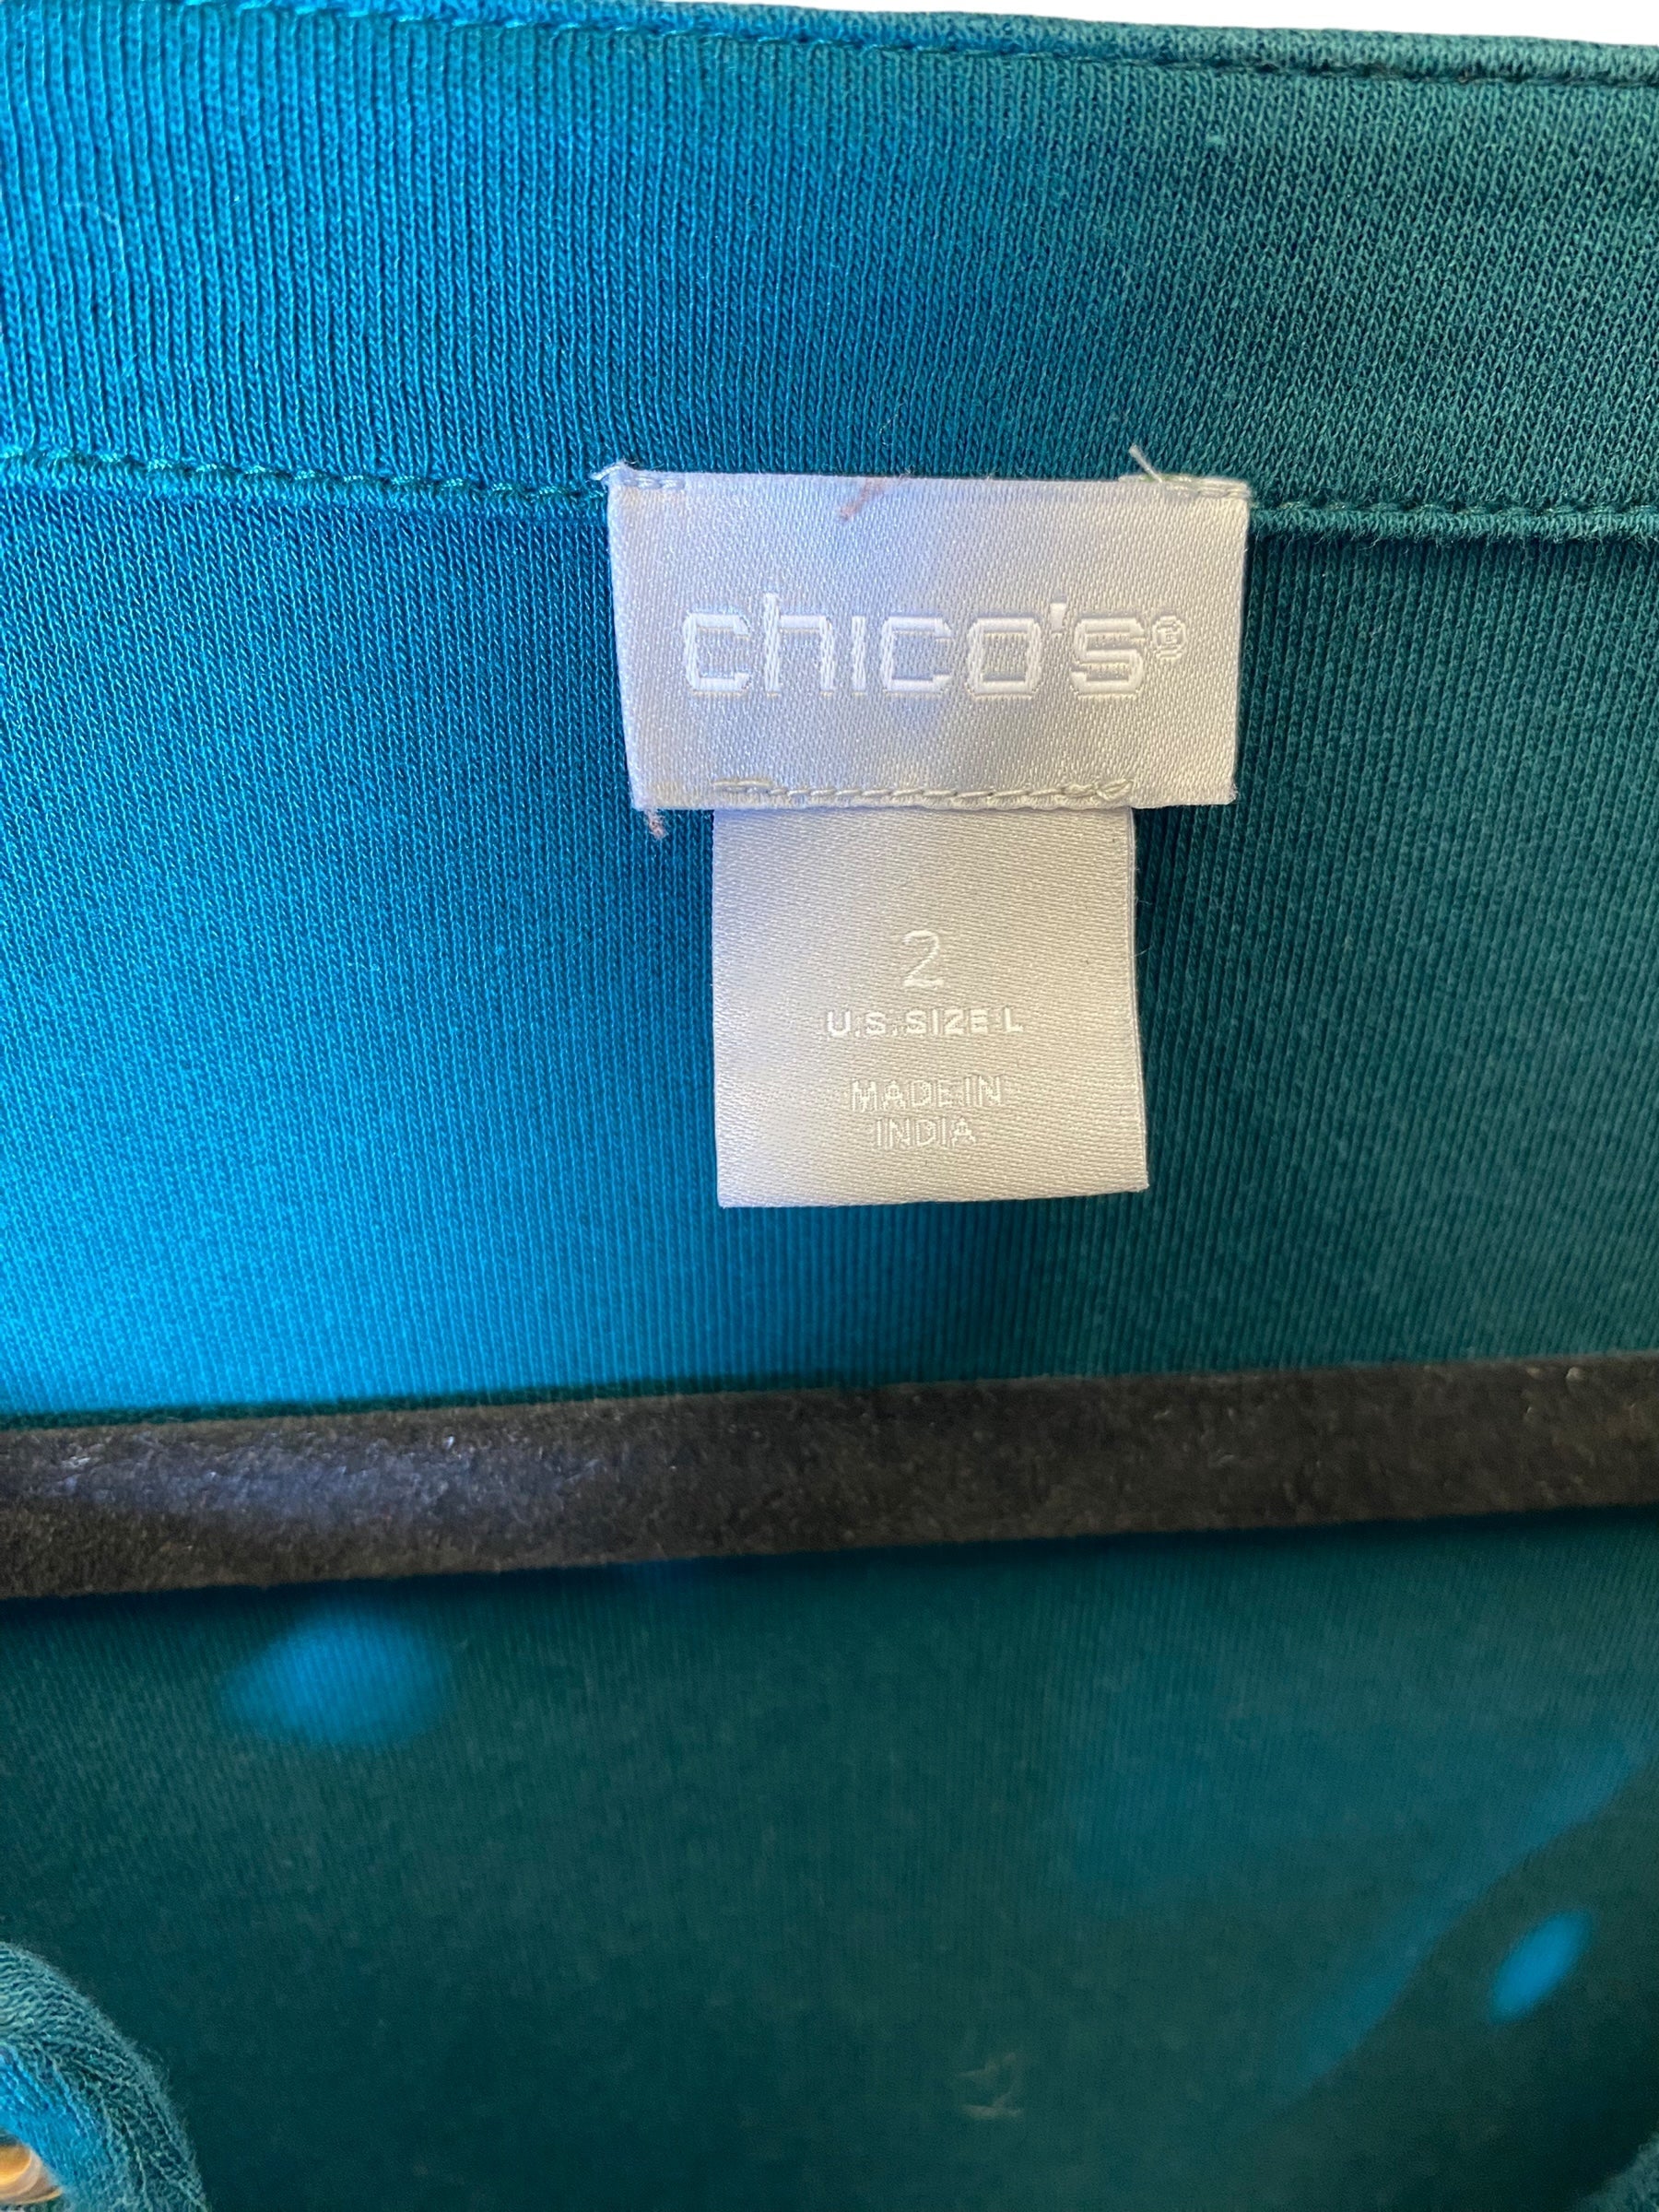 chico's®
2
U.S. SIZE L
MADE IN
INDIA